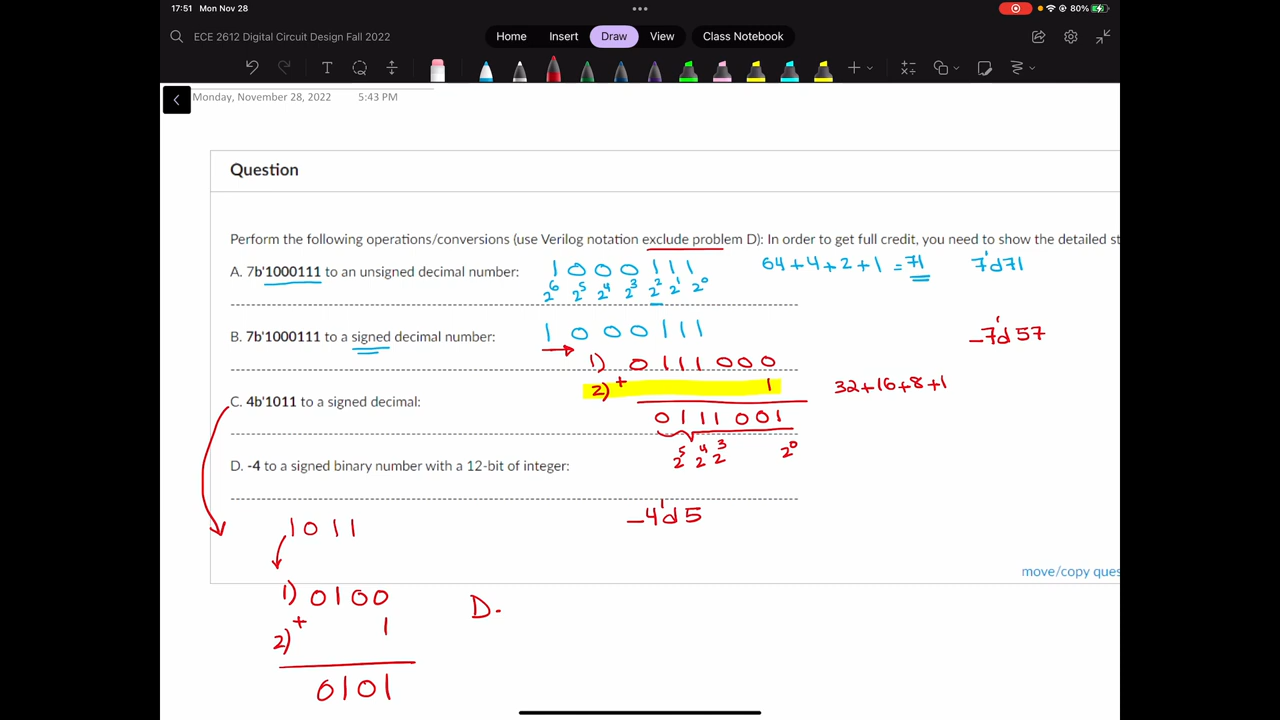 17:51 Mon Nov 28
80%
ECE 2612 Digital Circuit Design Fall 2022
Home Insert Draw View Class Notebook
T
Monday, November 28, 2022 5:43 PM
Question
Perform the following operations/conversions (use Verilog notation exclude problem D): In order to get full credit, you need to show the detailed st
A. 7b'1000111 to an unsigned decimal number: 1 0 0 0 1 1 1 64+4+2+1 = 71 7'd71
2^6 2^5 2^4 2^3 2^2 2^1 2^0
B. 7b'1000111 to a signed decimal number: 1 0 0 0 1 1 1 -7'd57
1) 0 1 1 1 0 0 0
2) + 1 32+16+8+1
C. 4b'1011 to a signed decimal: 0 1 1 1 0 0 1
2^5 2^4 2^3 2^0
D. -4 to a signed binary number with a 12-bit of integer:
-4'd5
1 0 1 1
move/copy ques
1) 0 1 0 0 D.
2) + 1
0 1 0 1